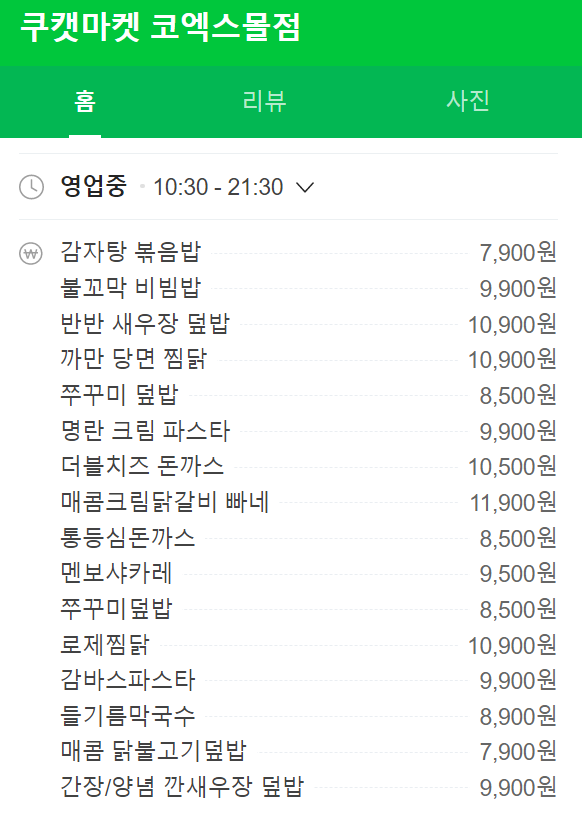 쿠캣마켓 코엑스몰점
홈 리뷰 사진
영업중 10:30 - 21:30
감자탕 볶음밥 7,900원
불꼬막 비빔밥 9,900원
반반 새우장 덮밥 10,900원
까만 당면 찜닭 10,900원
쭈꾸미 덮밥 8,500원
명란 크림 파스타 9,900원
더블치즈 돈까스 10,500원
매콤크림닭갈비 빠네 11,900원
통등심돈까스 8,500원
멘보샤카레 9,500원
쭈꾸미덮밥 8,500원
로제찜닭 10,900원
감바스파스타 9,900원
들기름막국수 8,900원
매콤 닭불고기덮밥 7,900원
간장/양념 깐새우장 덮밥 9,900원